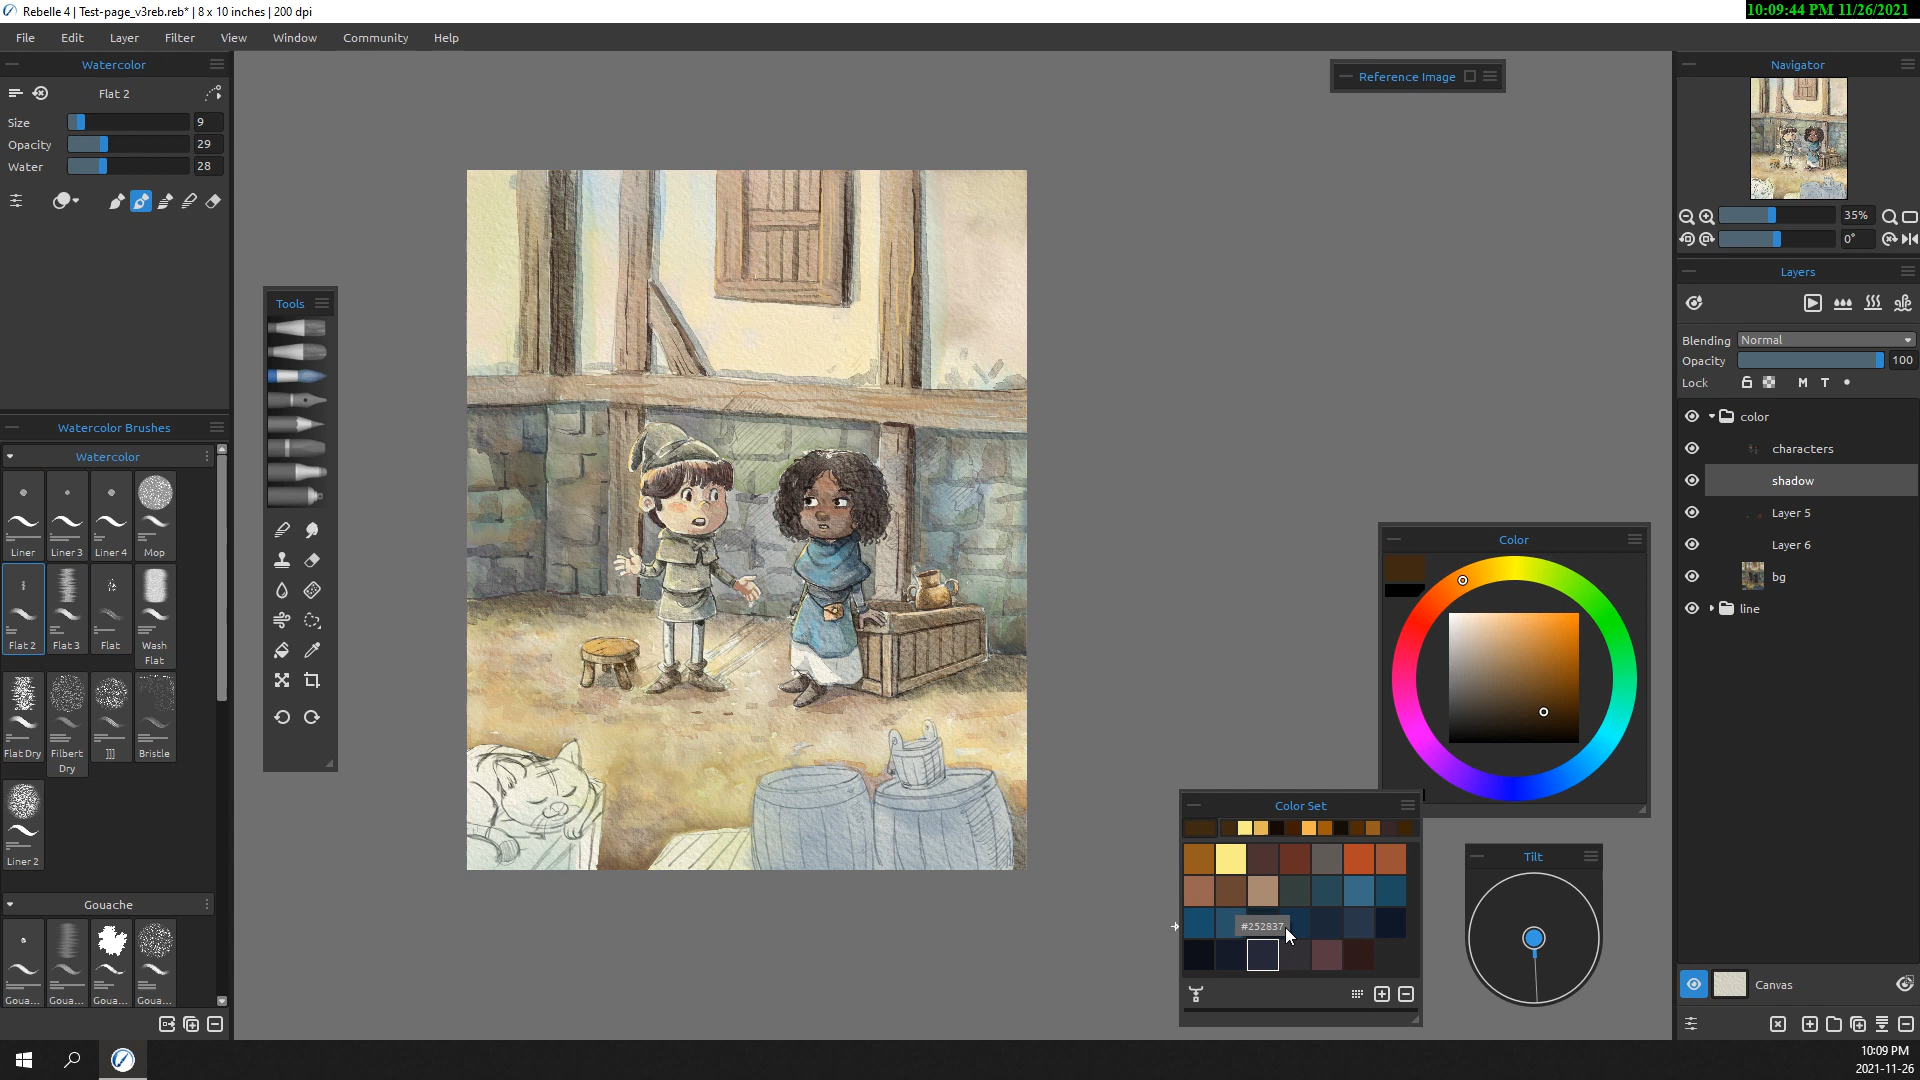 Rebelle 4 | Test-page_v3reb.reb* | 8 x 10 inches | 200 dpi
10:09:44 PM 11/26/2021
File Edit Layer Filter View Window Community Help
Watercolor
Flat 2
Size 9
Opacity 29
Water 28
Watercolor Brushes
Watercolor
Liner Liner 3 Liner 4 Mop
Flat 2 Flat 3 Flat Wash Flat
Flat Dry Filbert Dry ]]] Bristle
Liner 2
Gouache
Goua... Goua... Goua... Goua...
Tools
Reference Image
Color
Color Set
#252837
Tilt
Navigator
35%
0°
Layers
Blending Normal
Opacity 100
Lock M T
color
characters
shadow
Layer 5
Layer 6
bg
line
Canvas
10:09 PM
2021-11-26